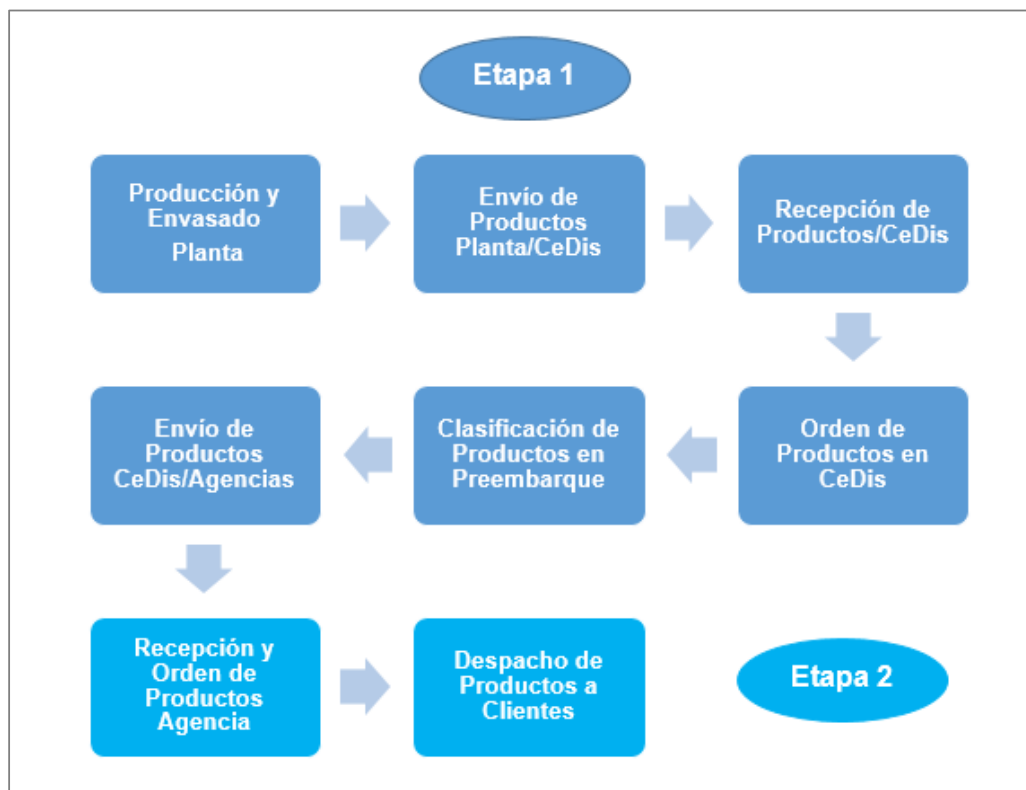 Etapa 1
Producción y
Envasado
Planta
Envío de
Productos
Planta/CeDis
Recepción de
Productos/CeDis
Orden de
Productos en
CeDis
Clasificación de
Productos en
Preembarque
Envío de
Productos
CeDis/Agencias
Recepción y
Orden de
Productos
Agencia
Despacho de
Productos a
Clientes
Etapa 2